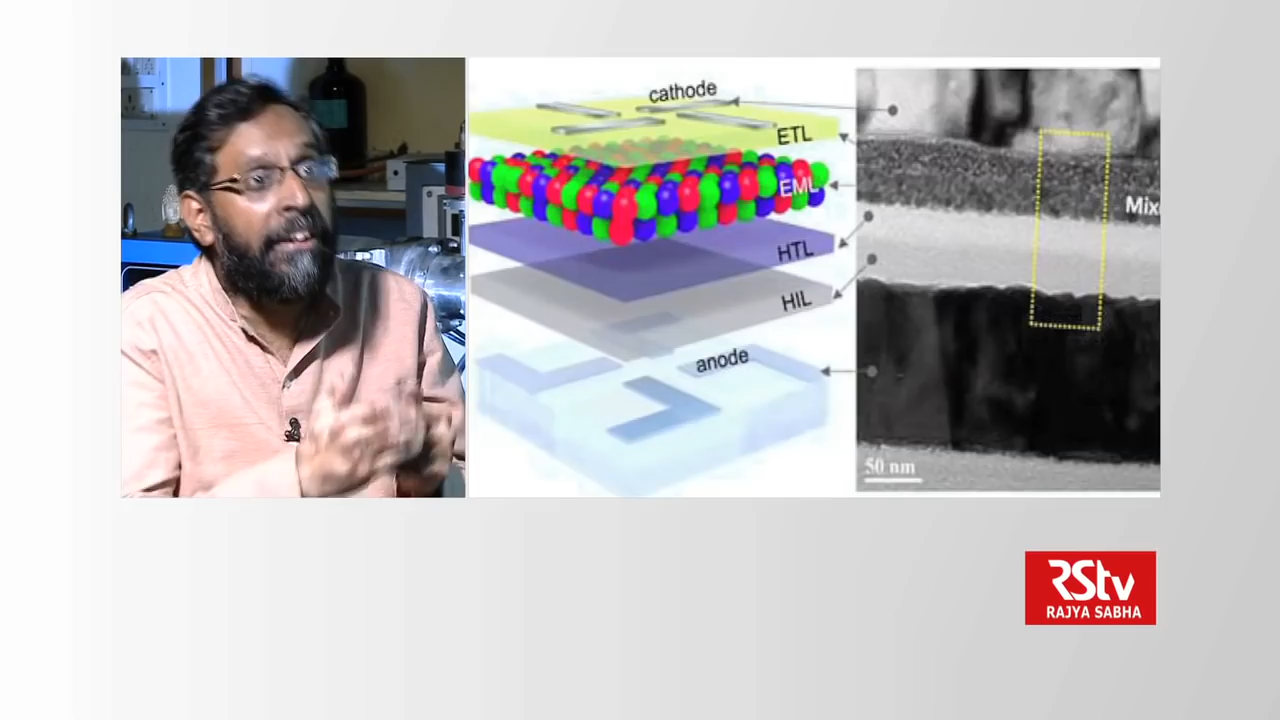 cathode
ETL
EML
HTL
HIL
anode
Mix
50 nm
RStv
RAJYA SABHA